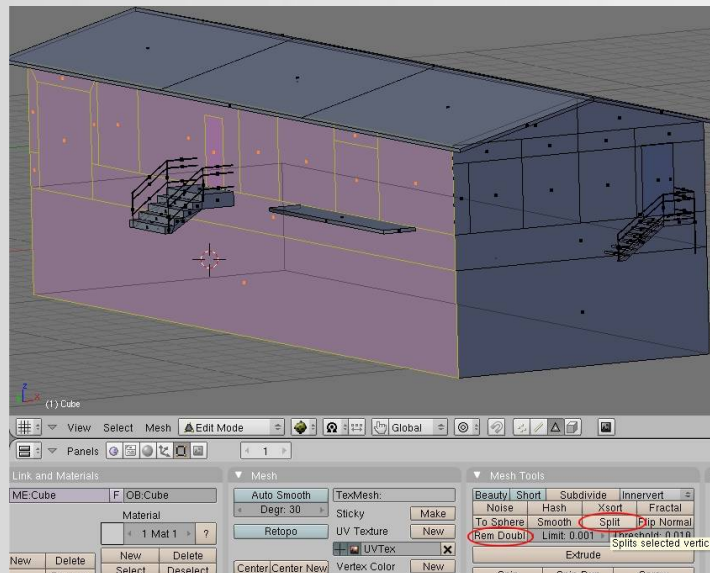 z
x
(1) Cube
View Select Mesh Edit Mode Global
Panels 1
Link and Materials
Mesh
Mesh Tools
ME:Cube F OB:Cube
Auto Smooth TexMesh:
Beauty Short Subdivide Innervert
Material
Degr: 30 Sticky Make
Noise Hash Xsort Fractal
1 Mat 1 ?
Retopo UV Texture New
To Sphere Smooth Split Flip Normal
UVTex
Rem Doubl Limit: 0.001 Threshold: 0.010
Splits selected vertic
New Delete New Delete
Center Center New Vertex Color New
Extrude
Select Deselect